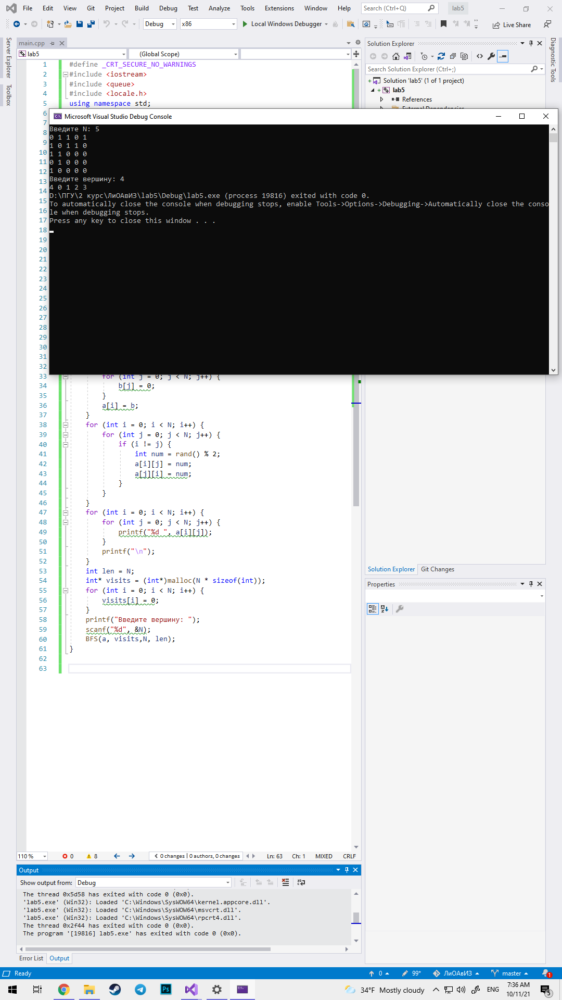 File Edit View Git Project Build Debug Test Analyze Tools Extensions Window Help Search (Ctrl+Q) lab5
Debug x86 Local Windows Debugger Live Share
Server Explorer
Toolbox
main.cpp
lab5 (Global Scope)
1 #define _CRT_SECURE_NO_WARNINGS
2 #include <iostream>
3 #include <queue>
4 #include <locale.h>
5 using namespace std;
6
7
8
9
10
11
12
13
14
15
16
17
18
19
20
21
22
23
24
25
26
27
28
29
30
31
32
Microsoft Visual Studio Debug Console
Введите N: 5
0 1 1 0 1
1 0 1 1 0
1 1 0 0 0
0 1 0 0 0
1 0 0 0 0
Введите вершину: 4
4 0 1 2 3
D:\ПГУ\2 курс\ЛиОАвИЗ\lab5\Debug\lab5.exe (process 19816) exited with code 0.
To automatically close the console when debugging stops, enable Tools->Options->Debugging->Automatically close the conso
le when debugging stops.
Press any key to close this window . . .
33 for (int j = 0; j < N; j++) {
34 b[j] = 0;
35 }
36 a[i] = b;
37 }
38 for (int i = 0; i < N; i++) {
39 for (int j = 0; j < N; j++) {
40 if (i != j) {
41 int num = rand() % 2;
42 a[i][j] = num;
43 a[j][i] = num;
44 }
45 }
46 }
47 for (int i = 0; i < N; i++) {
48 for (int j = 0; j < N; j++) {
49 printf("%d ", a[i][j]);
50 }
51 printf("\n");
52 }
53 int len = N;
54 int* visits = (int*)malloc(N * sizeof(int));
55 for (int i = 0; i < N; i++) {
56 visits[i] = 0;
57 }
58 printf("Введите вершину: ");
59 scanf("%d", &N);
60 BFS(a, visits,N, len);
61 }
62
63
110 % 0 8 0 changes | 0 authors, 0 changes Ln: 63 Ch: 1 MIXED CRLF
Output
Show output from: Debug
The thread 0x5d58 has exited with code 0 (0x0).
'lab5.exe' (Win32): Loaded 'C:\Windows\SysWOW64\kernel.appcore.dll'.
'lab5.exe' (Win32): Loaded 'C:\Windows\SysWOW64\msvcrt.dll'.
'lab5.exe' (Win32): Loaded 'C:\Windows\SysWOW64\rpcrt4.dll'.
The thread 0x2f44 has exited with code 0 (0x0).
The program '[19816] lab5.exe' has exited with code 0 (0x0).
Error List Output
Solution Explorer
Search Solution Explorer (Ctrl+;)
Solution 'lab5' (1 of 1 project)
lab5
References
External Dependencies
Solution Explorer Git Changes
Properties
Diagnostic Tools
Ready 0 99* ЛиОАвИЗ master 1
Ps 34°F Mostly cloudy ENG 7:36 AM
10/11/21 5